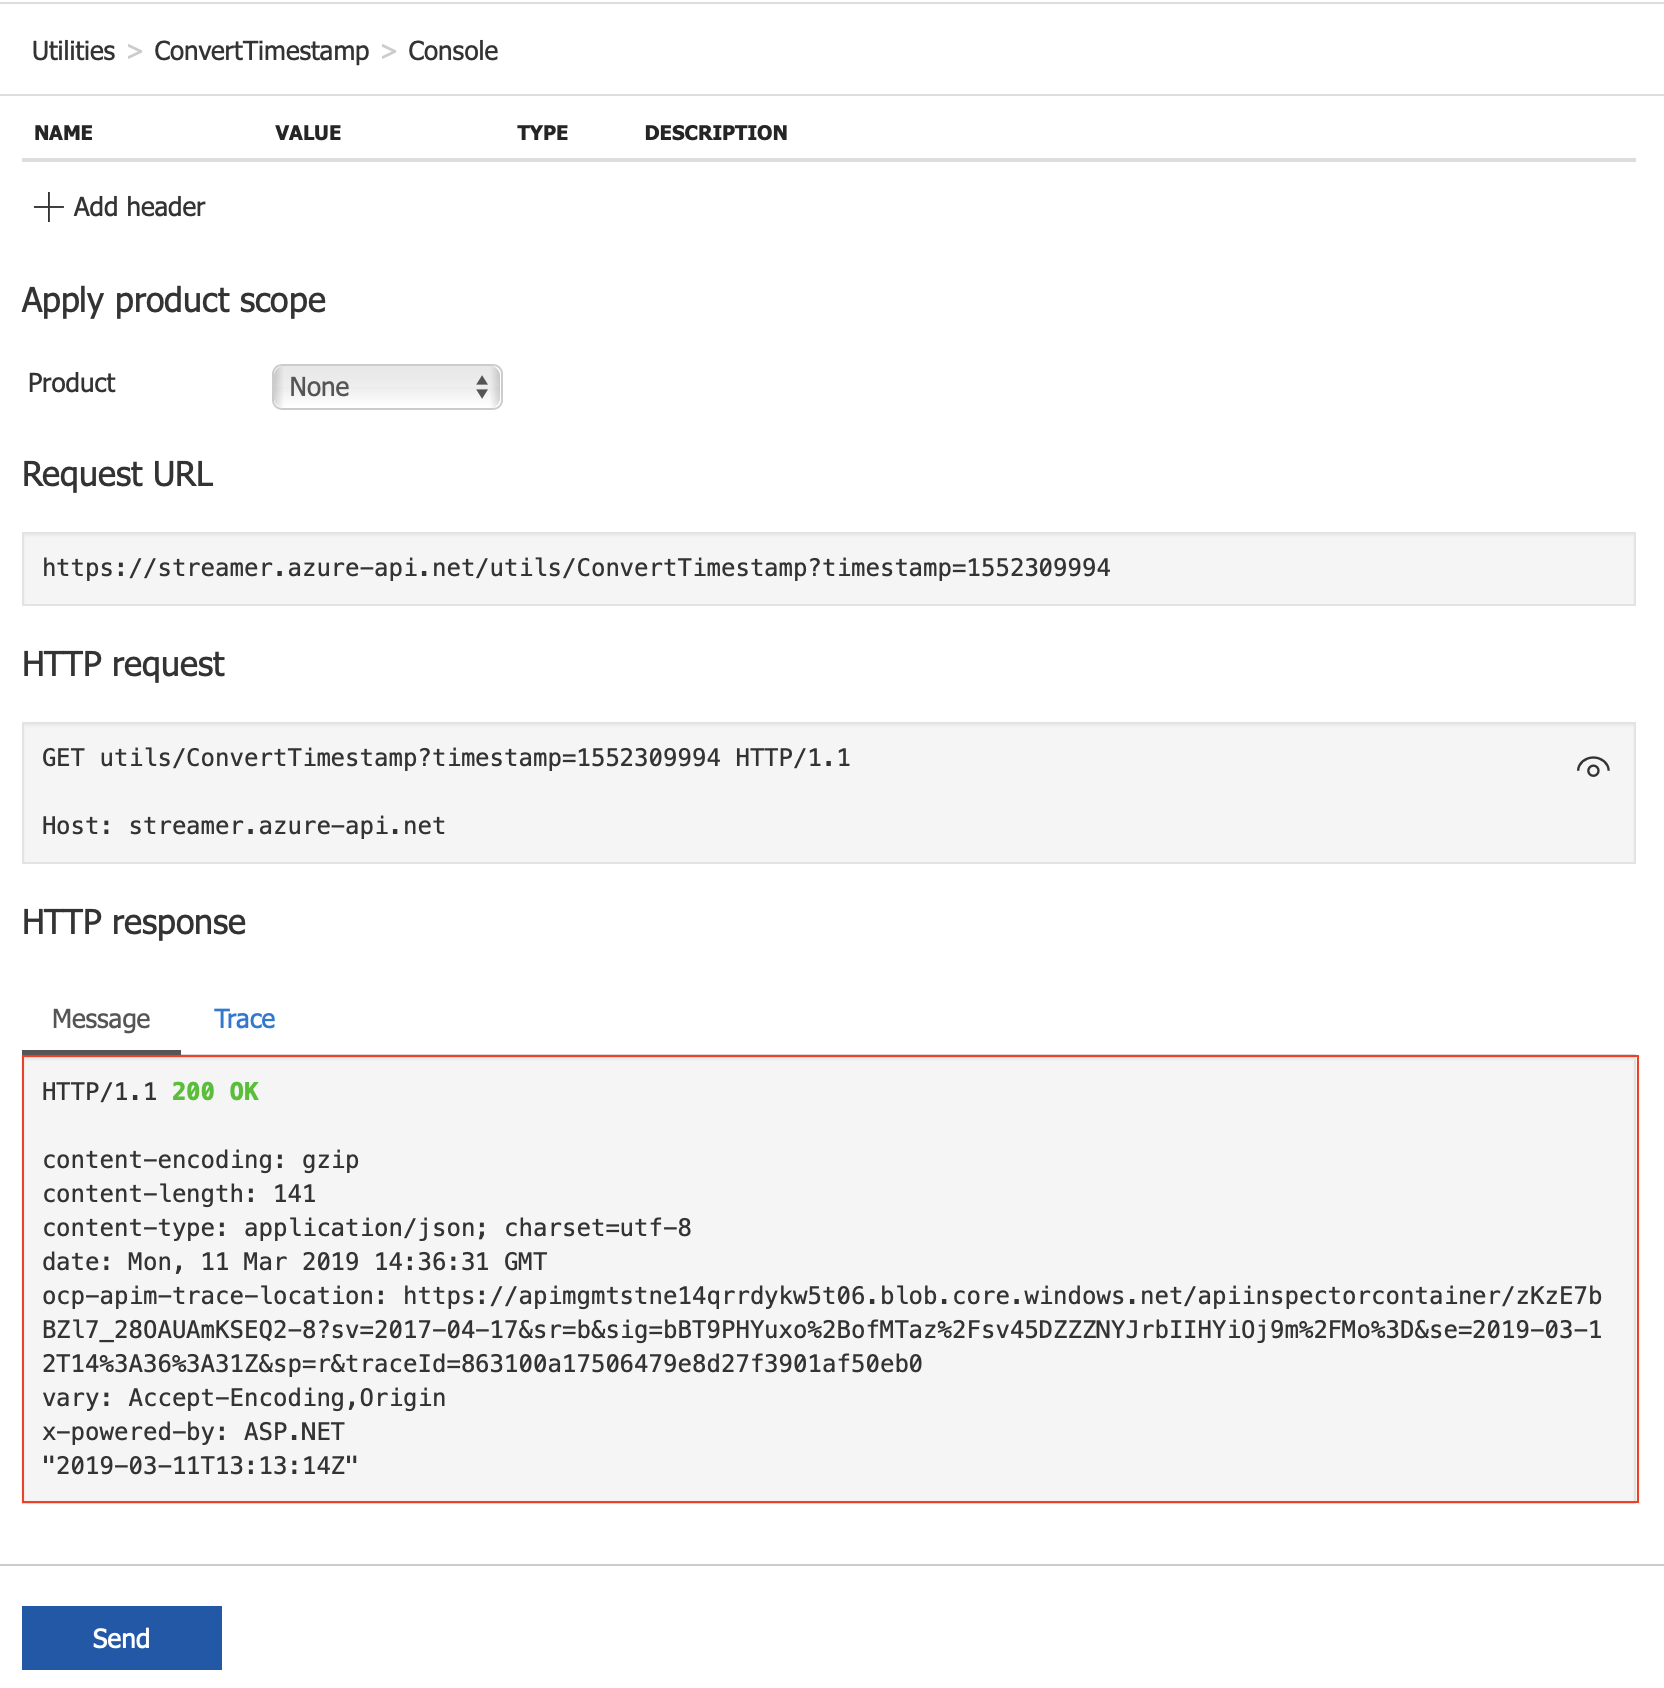 Utilities > ConvertTimestamp > Console
NAME VALUE TYPE DESCRIPTION
Add header
Apply product scope
Product None
Request URL
https://streamer.azure-api.net/utils/ConvertTimestamp?timestamp=1552309994
HTTP request
GET utils/ConvertTimestamp?timestamp=1552309994 HTTP/1.1
Host: streamer.azure-api.net
HTTP response
Message Trace
HTTP/1.1 200 OK
content-encoding: gzip
content-length: 141
content-type: application/json; charset=utf-8
date: Mon, 11 Mar 2019 14:36:31 GMT
ocp-apim-trace-location: https://apimgmtstne14qrrdykw5t06.blob.core.windows.net/apiinspectorcontainer/zKzE7b
BZl7_28OAUAmKSEQ2-8?sv=2017-04-17&sr=b&sig=bBT9PHYuxo%2BofMTaz%2Fsv45DZZZNYJrbIIHYiOj9m%2FMo%3D&se=2019-03-1
2T14%3A36%3A31Z&sp=r&traceId=863100a17506479e8d27f3901af50eb0
vary: Accept-Encoding,Origin
x-powered-by: ASP.NET
"2019-03-11T13:13:14Z"
Send